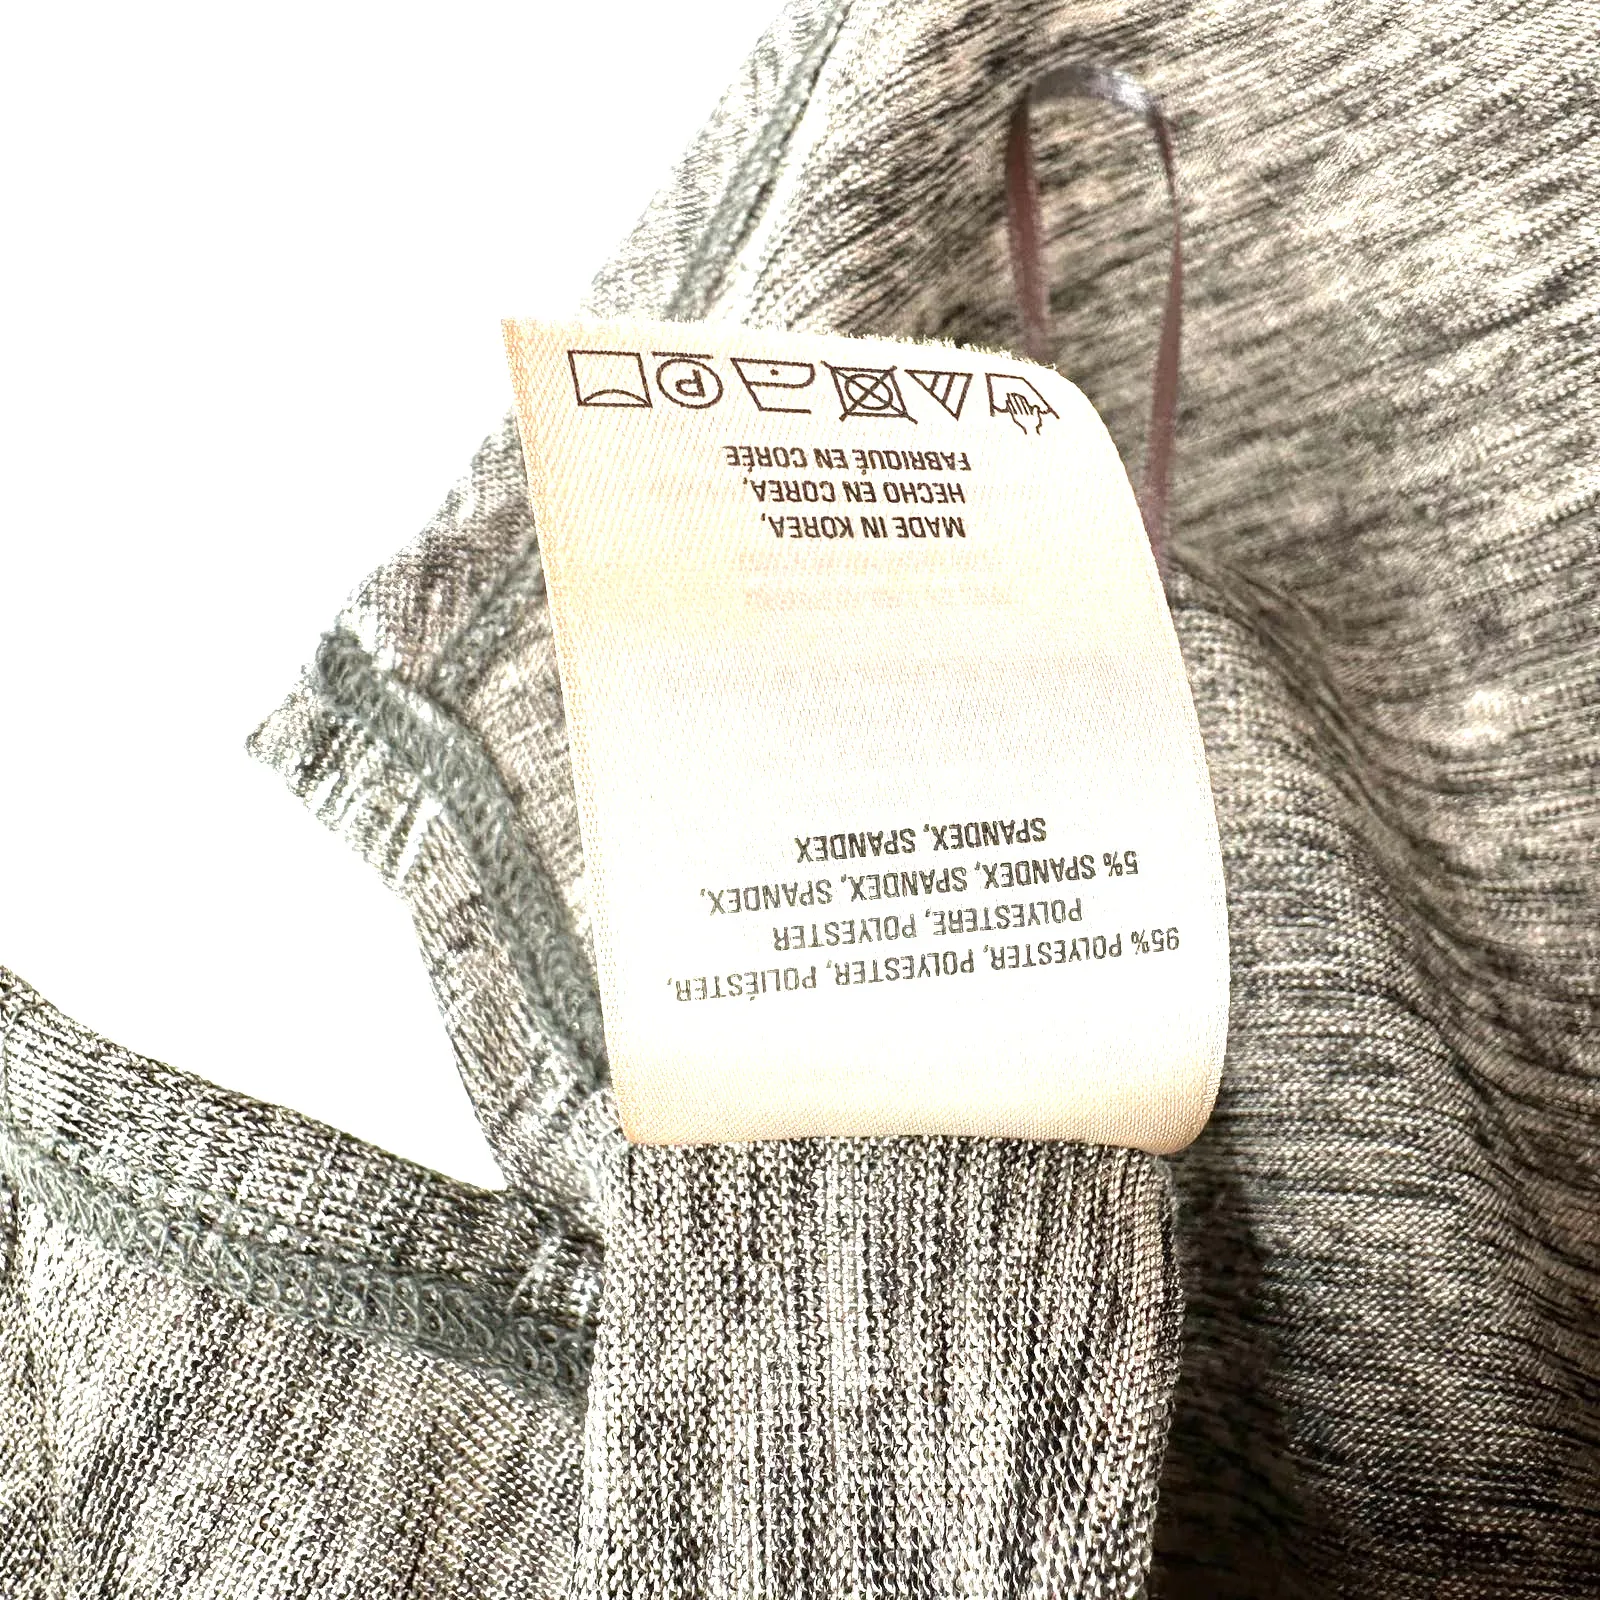 95% POLYESTER, POLYESTER, POLIÉSTER,
POLYESTERE, POLYESTER
5% SPANDEX, SPANDEX, SPANDEX,
SPANDEX, SPANDEX
MADE IN KOREA,
HECHO EN COREA,
FABRIQUÉ EN CORÉE
P